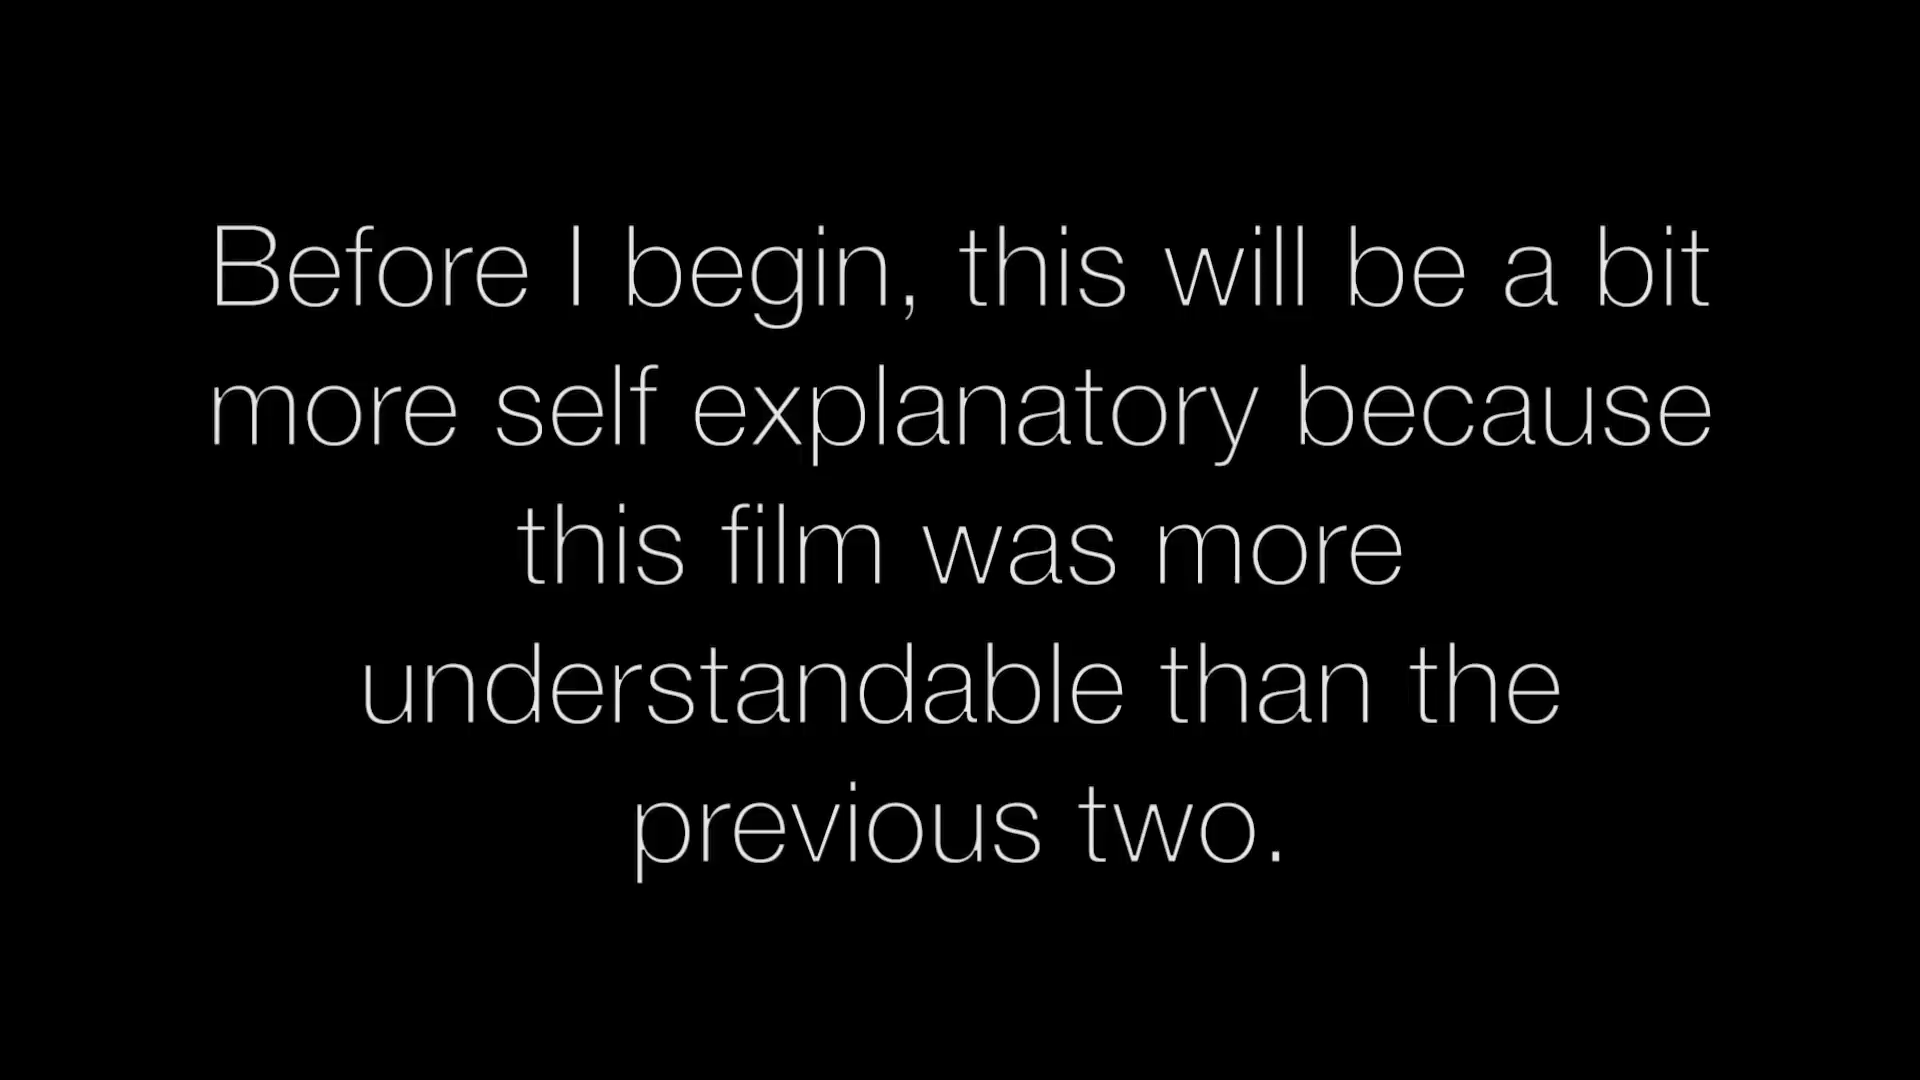 Before I begin, this will be a bit
more self explanatory because
this film was more
understandable than the
previous two.